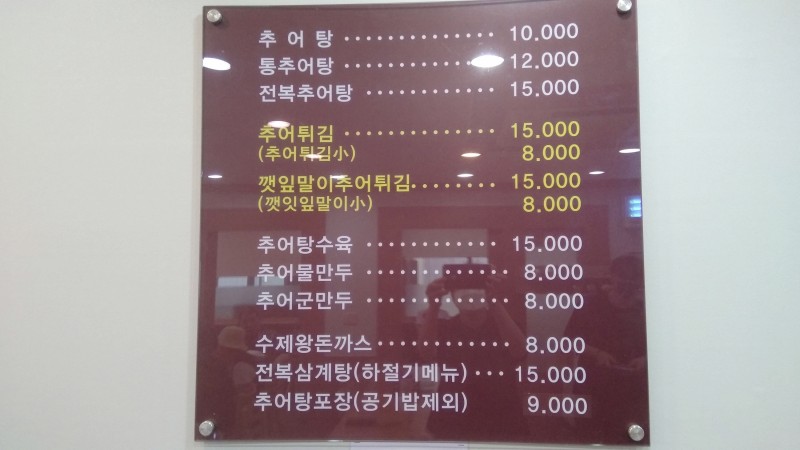 추 어 탕 ·············· 10.000
통추어탕 ·············· 12.000
전복추어탕 ············ 15.000
추어튀김 ·············· 15.000
(추어튀김小) 8.000
깻잎말이추어튀김········ 15.000
(깻잇잎말이小) 8.000
추어탕수육 ············ 15.000
추어물만두 ············· 8.000
추어군만두 ············· 8.000
수제왕돈까스············ 8.000
전복삼계탕(하절기메뉴) ··· 15.000
추어탕포장(공기밥제외) 9.000